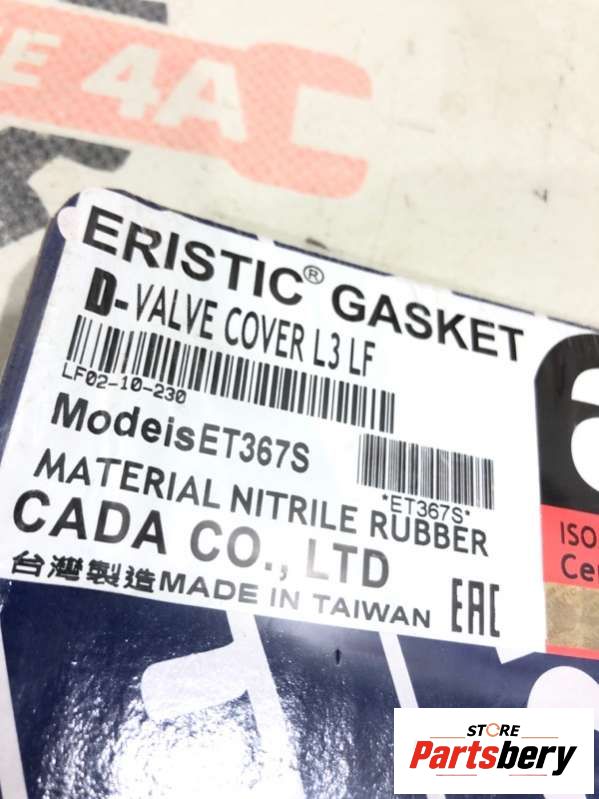 E 4A
ERISTIC® GASKET
D-VALVE COVER L3 LF
LF02-10-230
ModeisET367S
*ET367S*
MATERIAL NITRILE RUBBER
CADA CO., LTD
台灣製造MADE IN TAIWAN
EAC
ISO
Ce
STORE
Partsbery